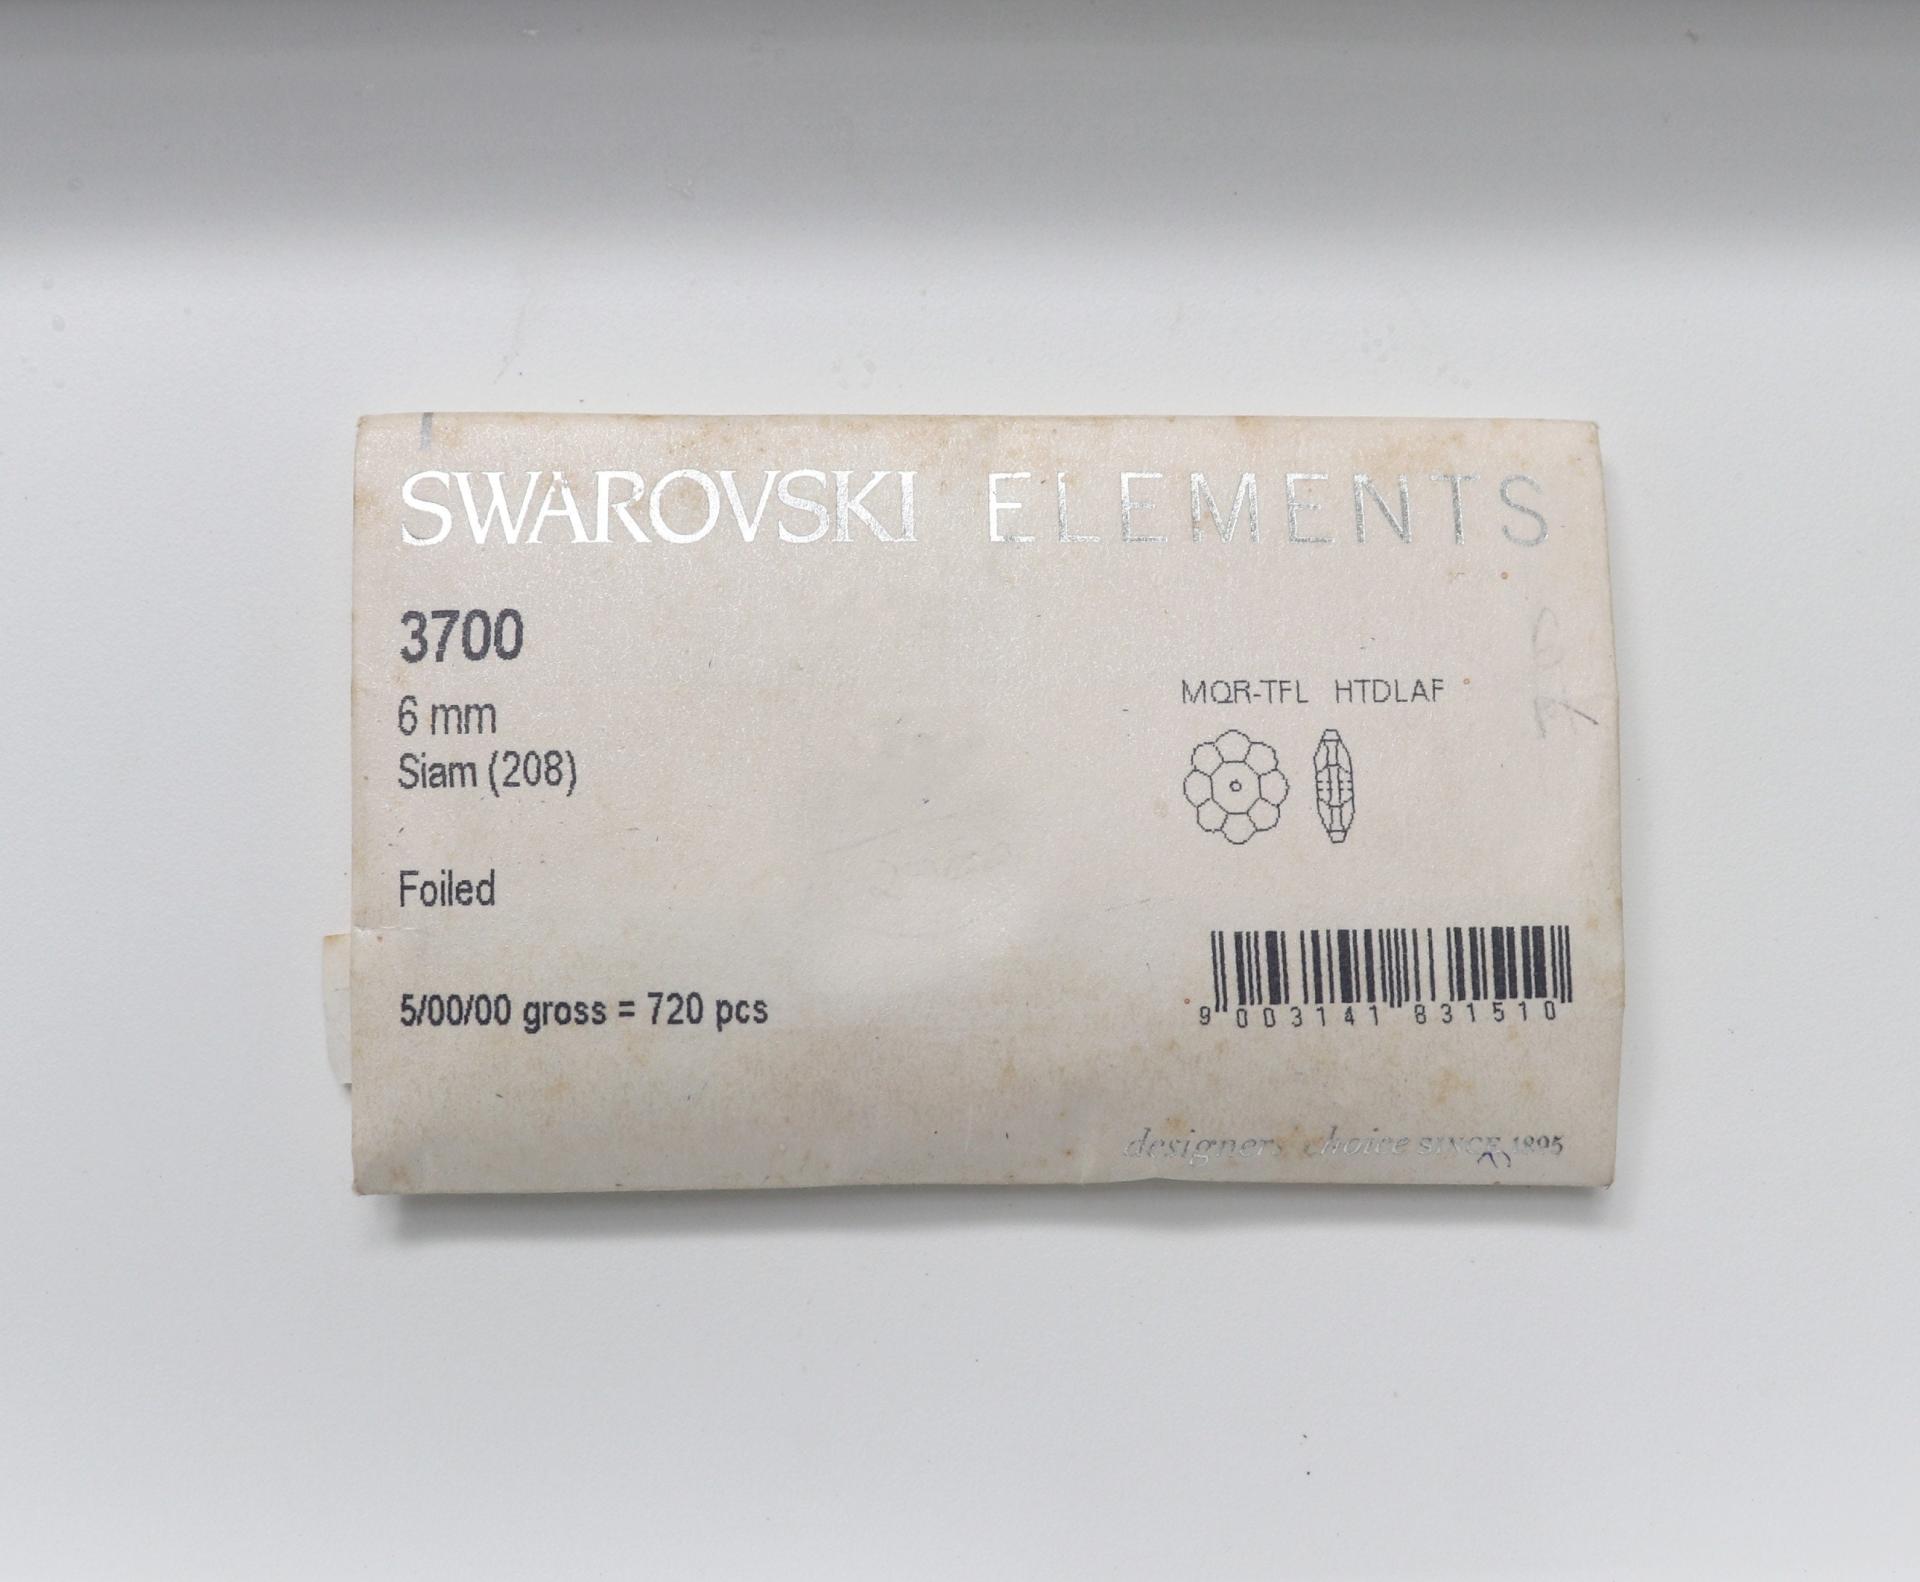 SWAROVSKI ELEMENTS
3700
6 mm
Siam (208)
MQR-TFL HTDLAF
Foiled
9 003141 831510
5/00/00 gross = 720 pcs
designers' choice SINCE 1895